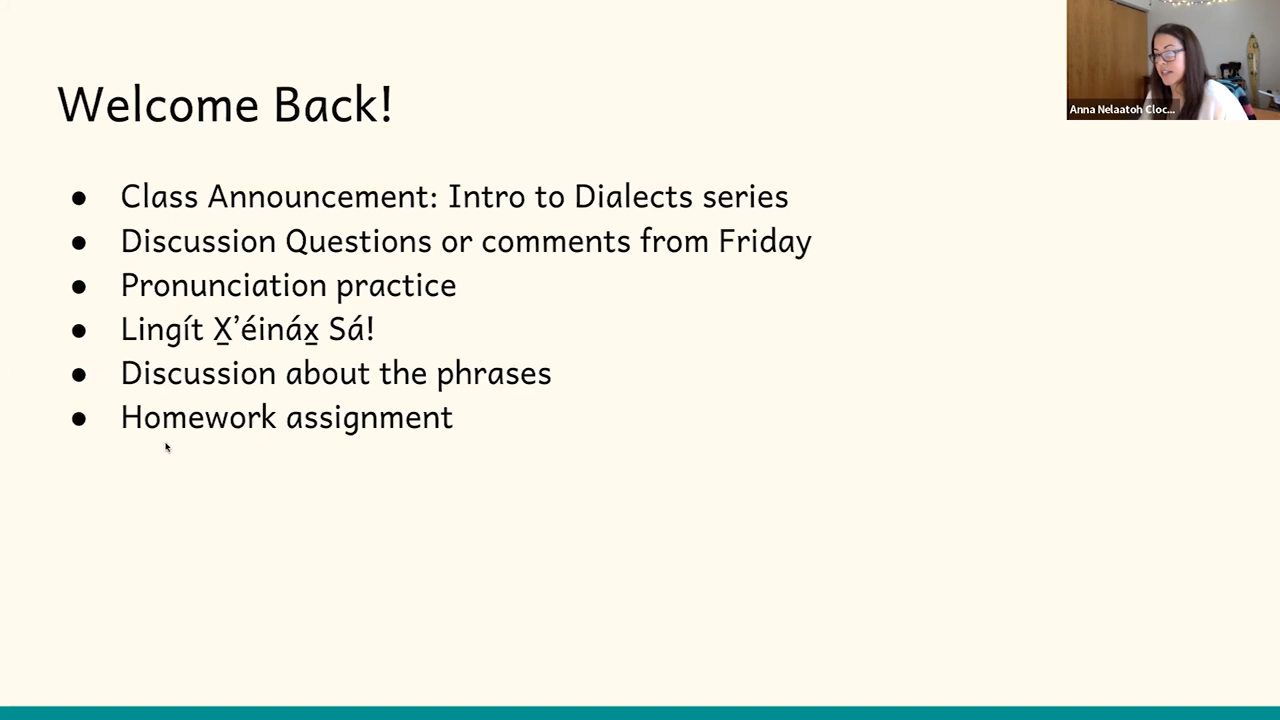 Welcome Back!
Anna Nelaatoh Cloc...
● Class Announcement: Intro to Dialects series
● Discussion Questions or comments from Friday
● Pronunciation practice
● Lingít X̱’éináx̱ Sá!
● Discussion about the phrases
● Homework assignment